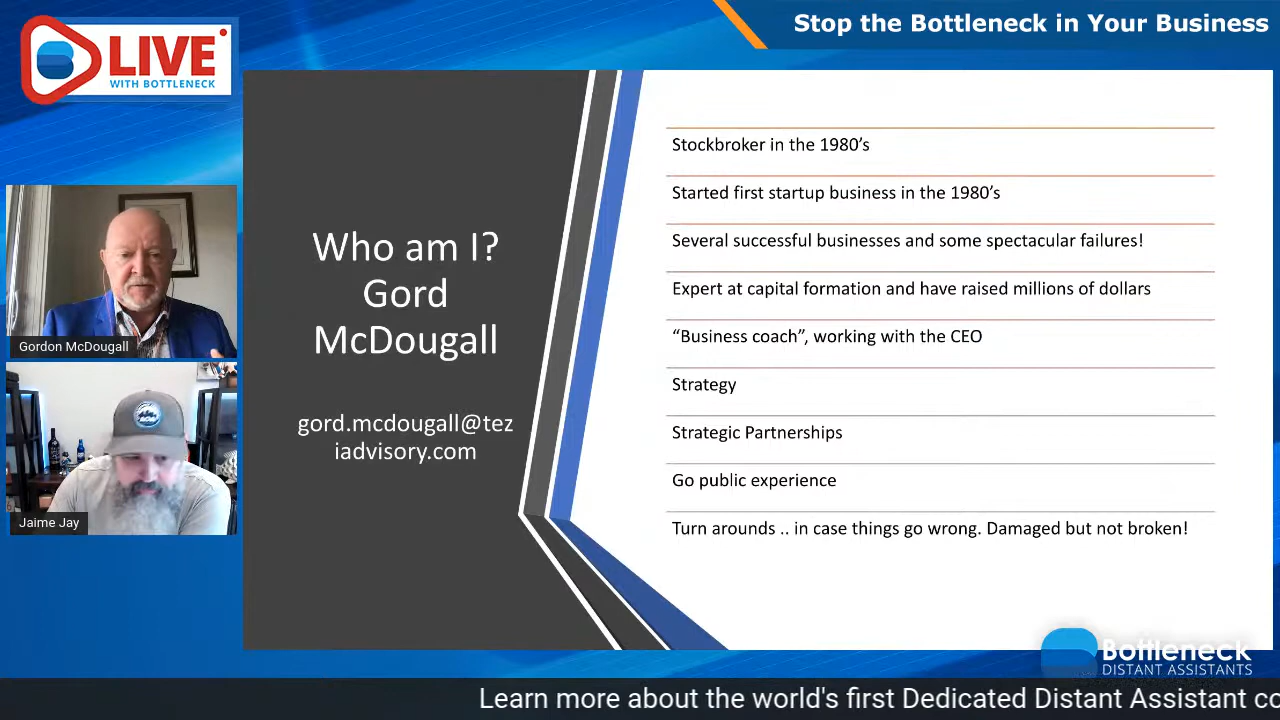 Stop the Bottleneck in Your Business
LIVE
WITH BOTTLENECK
Who am I?
Gord
McDougall
gord.mcdougall@tez
iadvisory.com
Stockbroker in the 1980’s
Started first startup business in the 1980’s
Several successful businesses and some spectacular failures!
Expert at capital formation and have raised millions of dollars
“Business coach”, working with the CEO
Strategy
Strategic Partnerships
Go public experience
Turn arounds .. in case things go wrong. Damaged but not broken!
Gordon McDougall
Jaime Jay
Bottleneck
DISTANT ASSISTANTS
Learn more about the world's first Dedicated Distant Assistant co